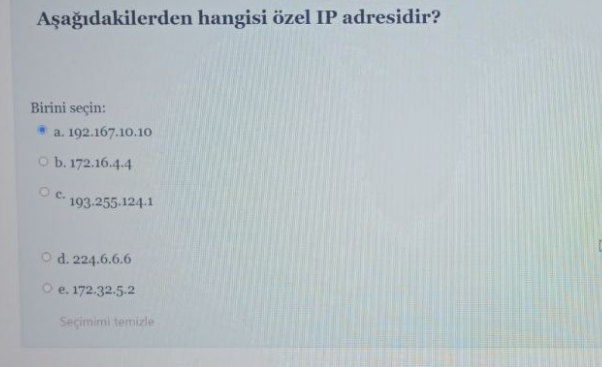 Aşağıdakilerden hangisi özel IP adresidir?
Birini seçin:
a. 192.167.10.10
b. 172.16.4.4
c. 193.255.124.1
d. 224.6.6.6
e. 172.32.5.2
Seçimimi temizle